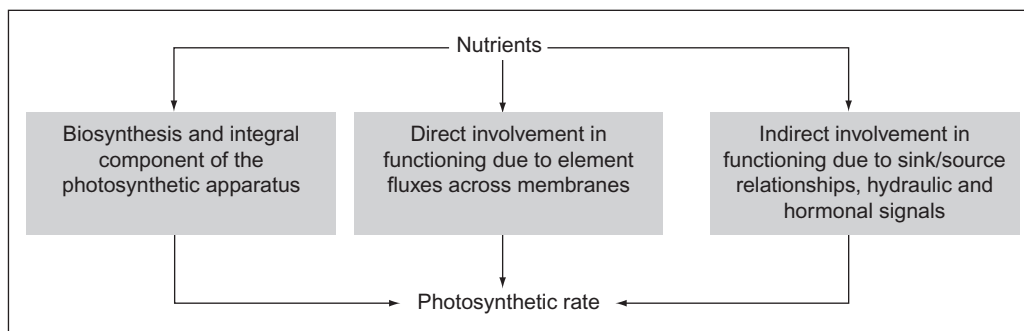 Nutrients
Biosynthesis and integral
component of the
photosynthetic apparatus
Direct involvement in
functioning due to element
fluxes across membranes
Indirect involvement in
functioning due to sink/source
relationships, hydraulic and
hormonal signals
Photosynthetic rate